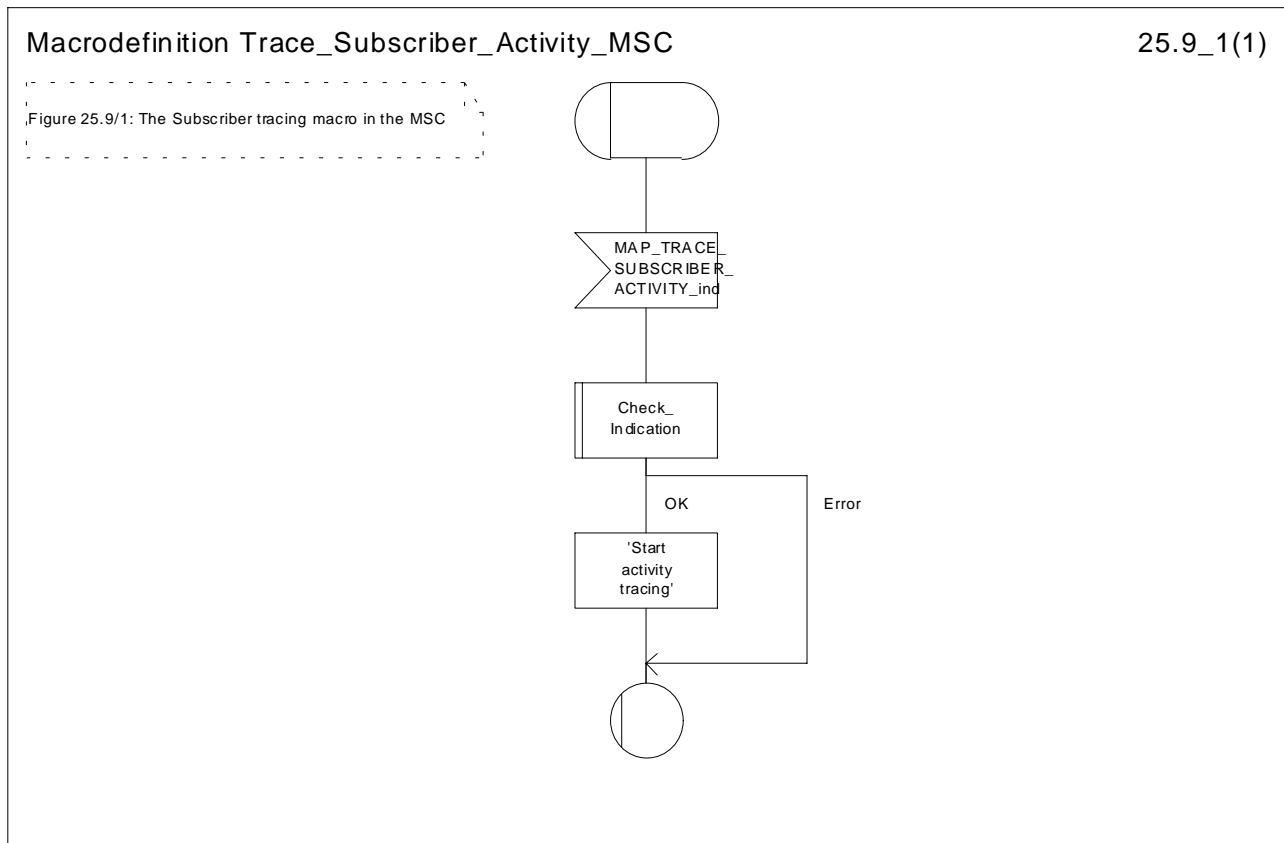 Macrodefinition Trace_Subscriber_Activity_MSC
25.9_1(1)
Figure 25.9/1: The Subscriber tracing macro in the MSC
MAP_TRACE_
SUBSCRIBER_
ACTIVITY_ind
Check_
Indication
OK
Error
'Start
activity
tracing'